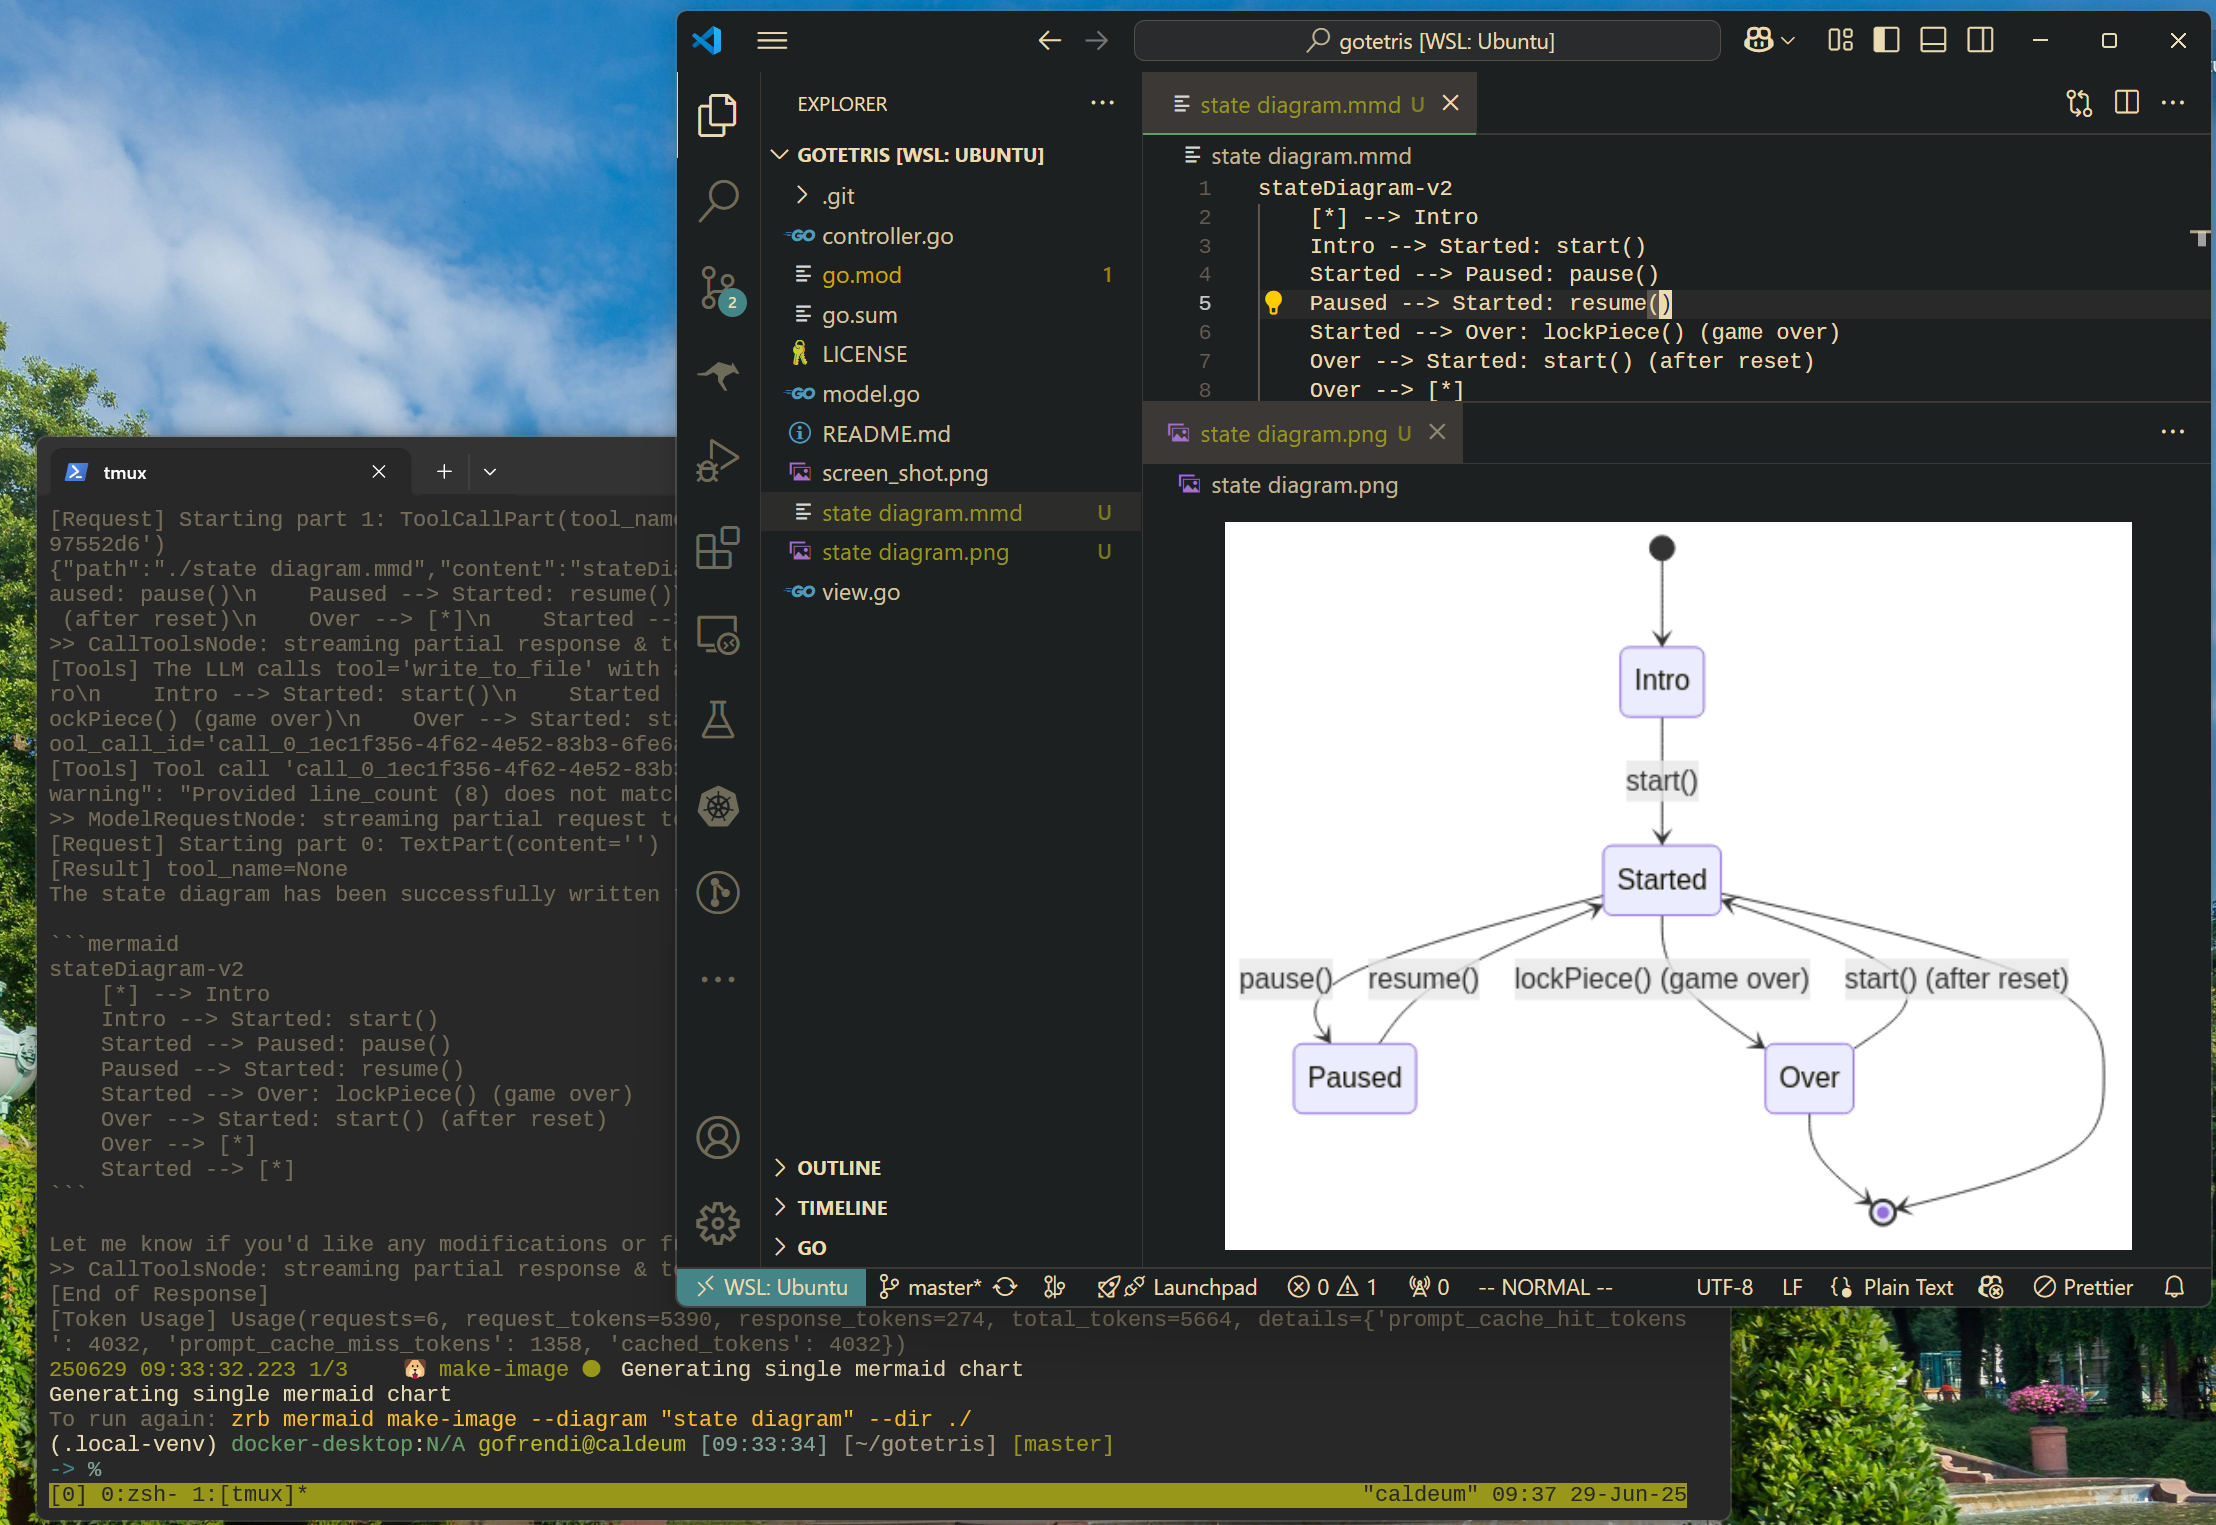 gotetris [WSL: Ubuntu]
EXPLORER
GOTETRIS [WSL: UBUNTU]
.git
controller.go
go.mod 1
go.sum
LICENSE
model.go
README.md
screen_shot.png
state diagram.mmd U
state diagram.png U
view.go
OUTLINE
TIMELINE
GO
2
state diagram.mmd U
state diagram.mmd
1 stateDiagram-v2
2 [*] --> Intro
3 Intro --> Started: start()
4 Started --> Paused: pause()
5 Paused --> Started: resume()
6 Started --> Over: lockPiece() (game over)
7 Over --> Started: start() (after reset)
8 Over --> [*]
state diagram.png U
state diagram.png
Intro
start()
Started
pause() resume() lockPiece() (game over) start() (after reset)
Paused Over
WSL: Ubuntu master* Launchpad 0 1 0 -- NORMAL -- UTF-8 LF Plain Text Prettier
tmux
[Request] Starting part 1: ToolCallPart(tool_nam
97552d6')
{"path":"./state diagram.mmd","content":"stateDi
aused: pause()\n    Paused --> Started: resume()
(after reset)\n    Over --> [*]\n    Started --
>> CallToolsNode: streaming partial response & t
[Tools] The LLM calls tool='write_to_file' with
ro\n    Intro --> Started: start()\n    Started
ockPiece() (game over)\n    Over --> Started: st
ool_call_id='call_0_1ec1f356-4f62-4e52-83b3-6fe6
[Tools] Tool call 'call_0_1ec1f356-4f62-4e52-83b
warning": "Provided line_count (8) does not matc
>> ModelRequestNode: streaming partial request t
[Request] Starting part 0: TextPart(content='')
[Result] tool_name=None
The state diagram has been successfully written
```mermaid
stateDiagram-v2
[*] --> Intro
Intro --> Started: start()
Started --> Paused: pause()
Paused --> Started: resume()
Started --> Over: lockPiece() (game over)
Over --> Started: start() (after reset)
Over --> [*]
Started --> [*]
```
Let me know if you'd like any modifications or f
>> CallToolsNode: streaming partial response & t
[End of Response]
[Token Usage] Usage(requests=6, request_tokens=5390, response_tokens=274, total_tokens=5664, details={'prompt_cache_hit_tokens
': 4032, 'prompt_cache_miss_tokens': 1358, 'cached_tokens': 4032})
250629 09:33:32.223 1/3 🐶 make-image ● Generating single mermaid chart
Generating single mermaid chart
To run again: zrb mermaid make-image --diagram "state diagram" --dir ./
(.local-venv) docker-desktop:N/A gofrendi@caldeum [09:33:34] [~/gotetris] [master]
-> %
[0] 0:zsh- 1:[tmux]* "caldeum" 09:37 29-Jun-25